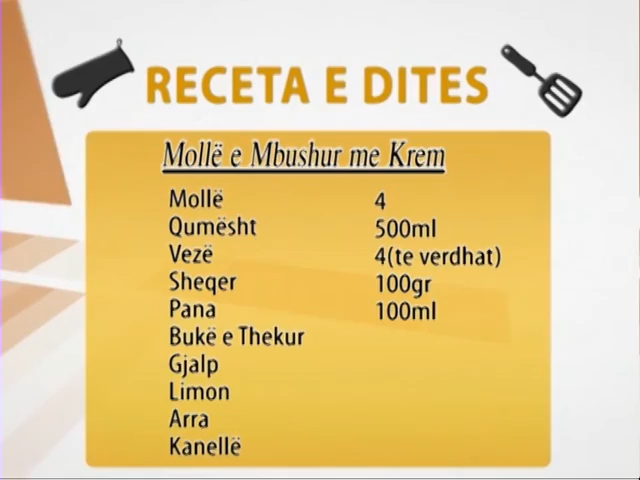 RECETA E DITES
Mollë e Mbushur me Krem
Mollë 4
Qumësht 500ml
Vezë 4(te verdhat)
Sheqer 100gr
Pana 100ml
Bukë e Thekur
Gjalp
Limon
Arra
Kanellë